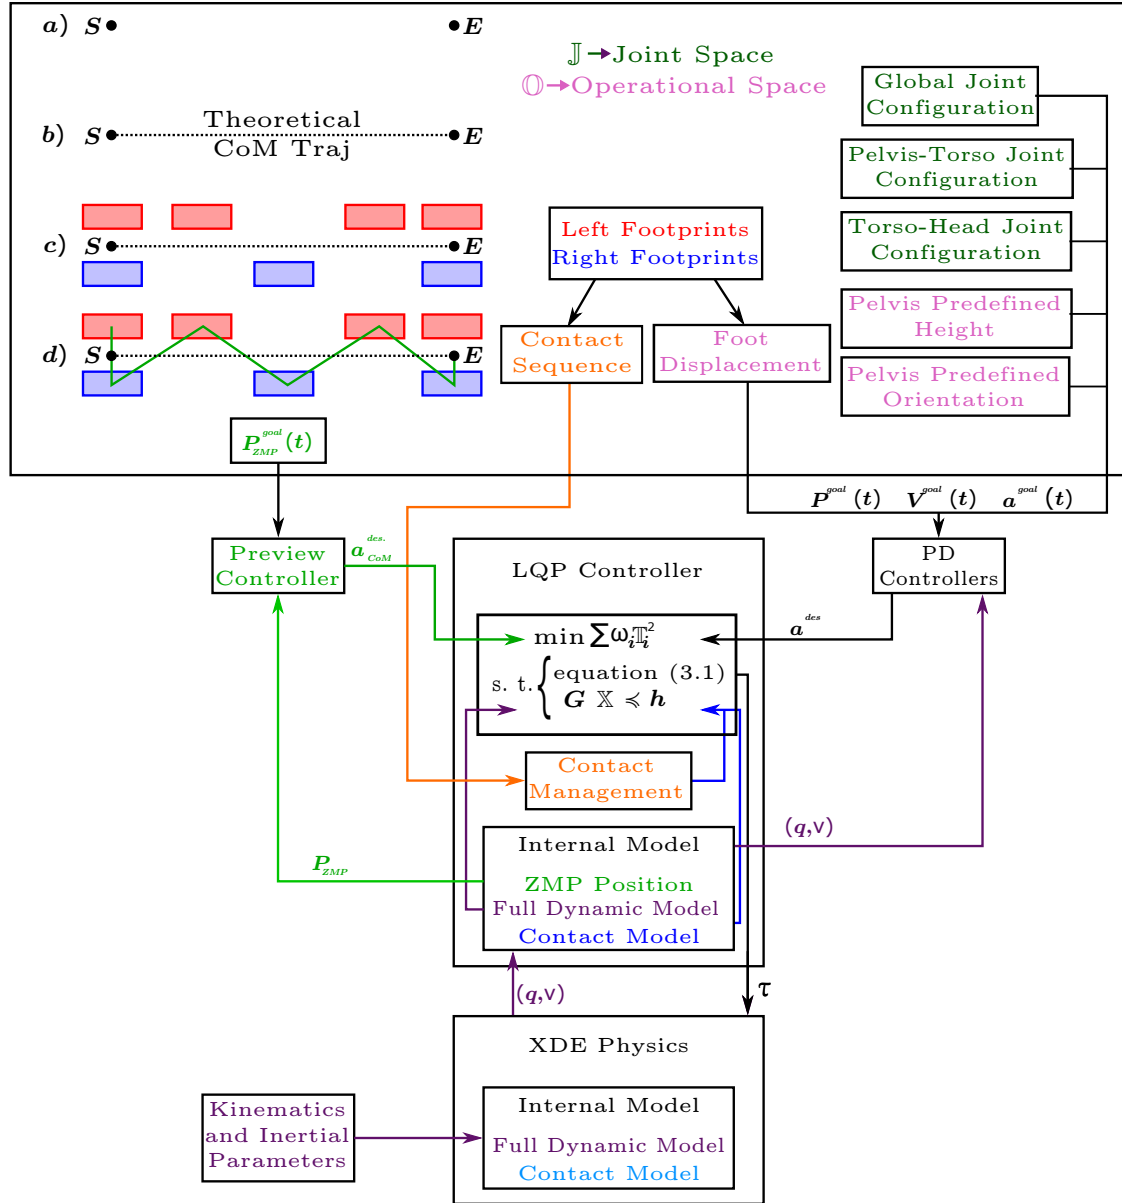 a) S E
𝕁→Joint Space
𝕆→Operational Space
Global Joint
Configuration
b) S E
Theoretical
CoM Traj
Pelvis-Torso Joint
Configuration
c) S E
Left Footprints
Right Footprints
Torso-Head Joint
Configuration
Pelvis Predefined
Height
d) S E
Contact
Sequence
Foot
Displacement
Pelvis Predefined
Orientation
P_ZMP^goal(t)
P^goal(t) V^goal(t) a^goal(t)
Preview
Controller
a_CoM^des.
LQP Controller
PD
Controllers
min ∑ω_i𝕋_i^2
a^des
s. t. { equation (3.1)
G 𝕏 ≼ h
Contact
Management
(q,v)
Internal Model
P_ZMP
ZMP Position
Full Dynamic Model
Contact Model
(q,v)
τ
XDE Physics
Kinematics
and Inertial
Parameters
Internal Model
Full Dynamic Model
Contact Model